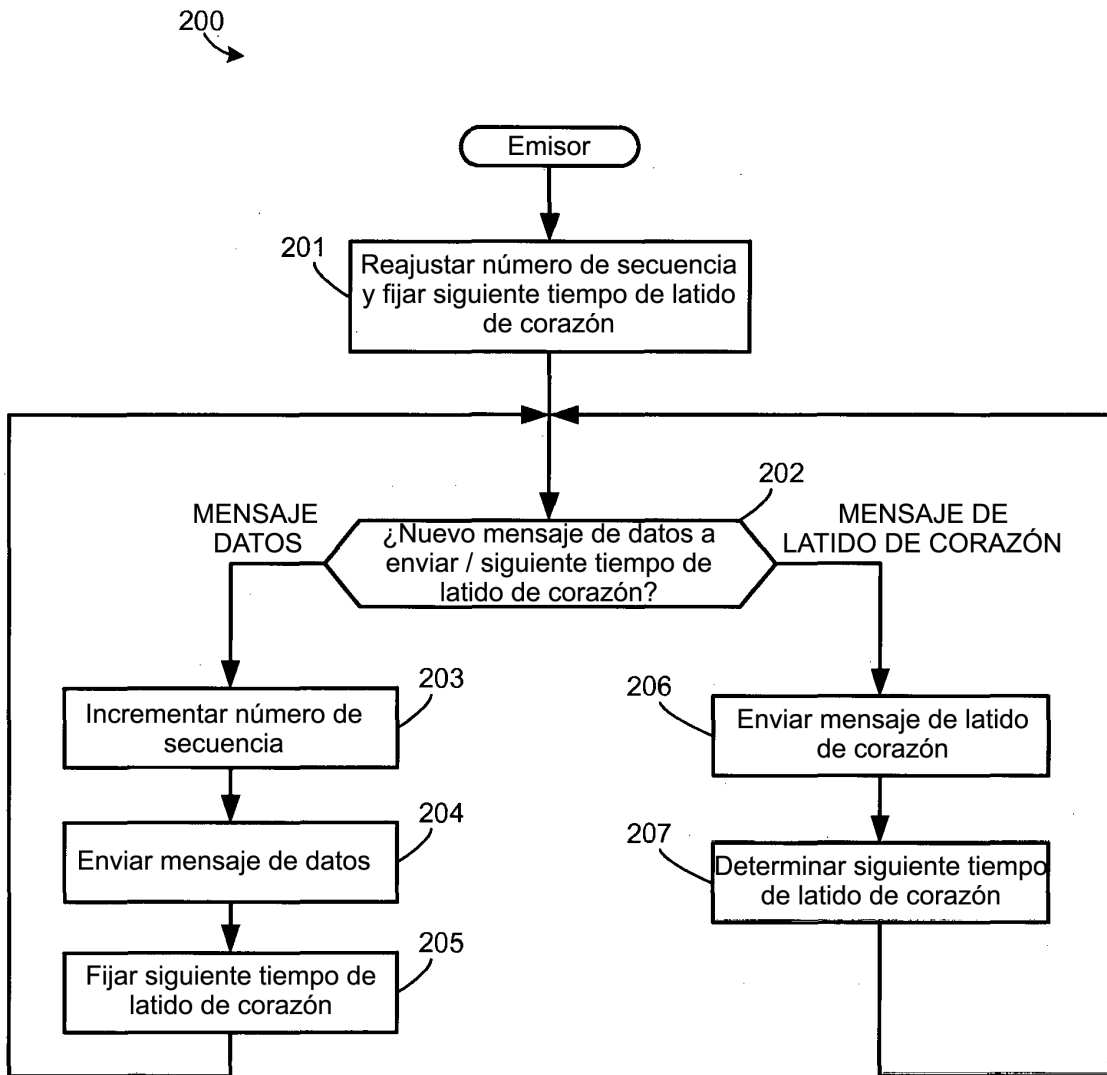 200
Emisor
201
Reajustar número de secuencia
y fijar siguiente tiempo de latido
de corazón
202
MENSAJE
DATOS
¿Nuevo mensaje de datos a
enviar / siguiente tiempo de
latido de corazón?
MENSAJE DE
LATIDO DE CORAZÓN
203
Incrementar número de
secuencia
204
Enviar mensaje de datos
205
Fijar siguiente tiempo de
latido de corazón
206
Enviar mensaje de latido
de corazón
207
Determinar siguiente tiempo
de latido de corazón